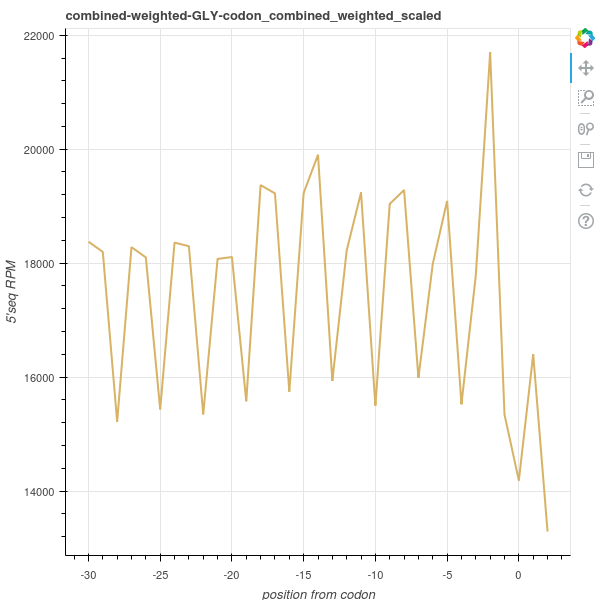 combined-weighted-GLY-codon_combined_weighted_scaled
22000
20000
18000
16000
14000
5'seq RPM
-30 -25 -20 -15 -10 -5 0
position from codon